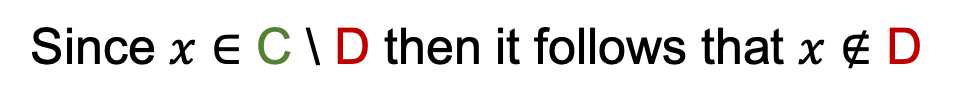 Since x ∈ C \ D then it follows that x ∉ D